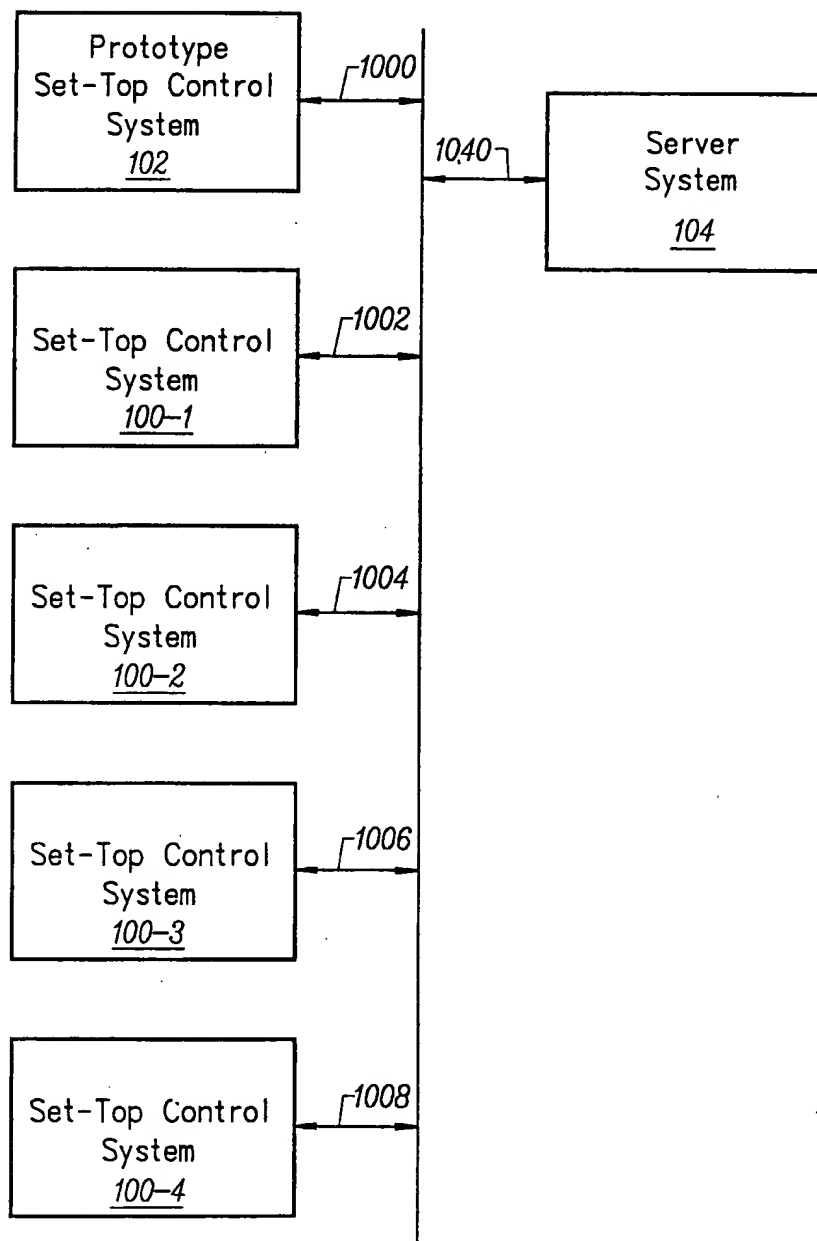 Prototype
Set-Top Control
System
102
1000
Server
System
104
1040
Set-Top Control
System
100-1
1002
Set-Top Control
System
100-2
1004
Set-Top Control
System
100-3
1006
Set-Top Control
System
100-4
1008